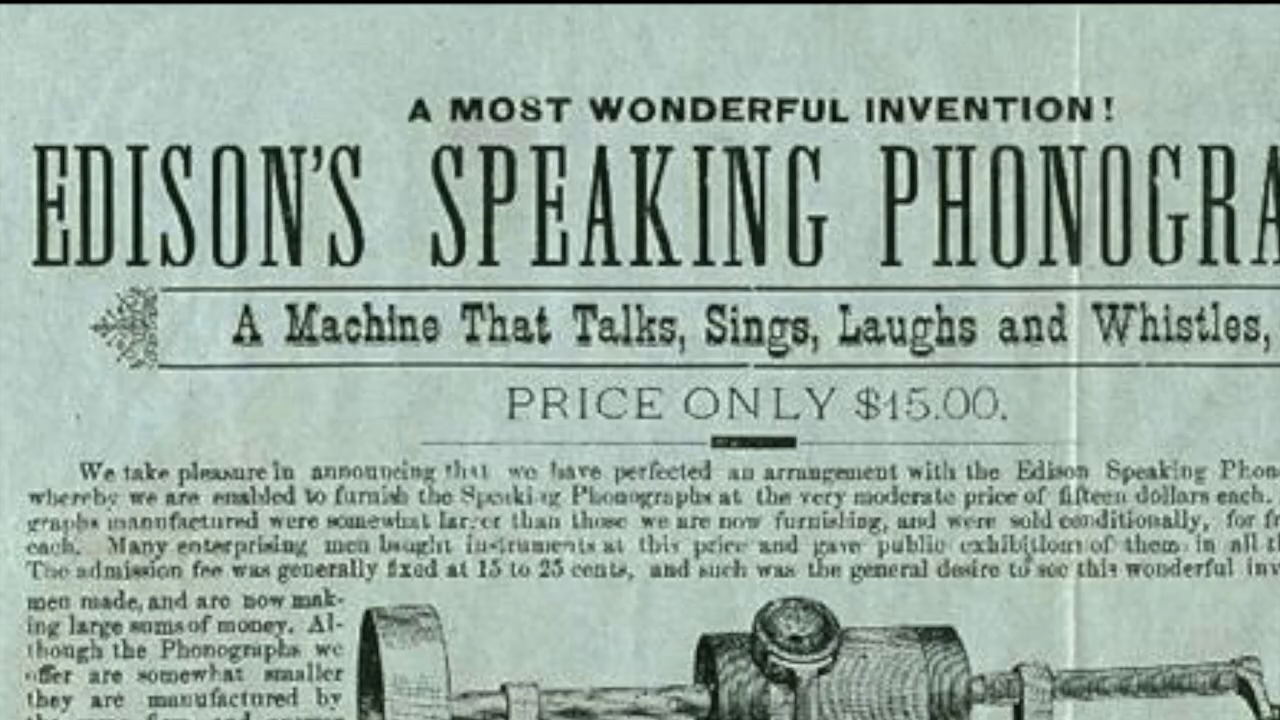 A MOST WONDERFUL INVENTION!
EDISON'S SPEAKING PHONOGRA
A Machine That Talks, Sings, Laughs and Whistles,
PRICE ONLY $15.00.
We take pleasure in announcing that we have perfected an arrangement with the Edison Speaking Phon
whereby we are enabled to furnish the Speaking Phonographs at the very moderate price of fifteen dollars each.
graphs manufactured were somewhat larger than those we are now furnishing, and were sold conditionally, for
each. Many enterprising men bought instruments at this price and gave public exhibitions of them in all
The admission fee was generally fixed at 15 to 25 cents, and such was the general desire to see this wonderful inv
men made, and are now mak-
ing large sums of money. Al-
though the Phonographs we
offer are somewhat smaller
they are manufactured by